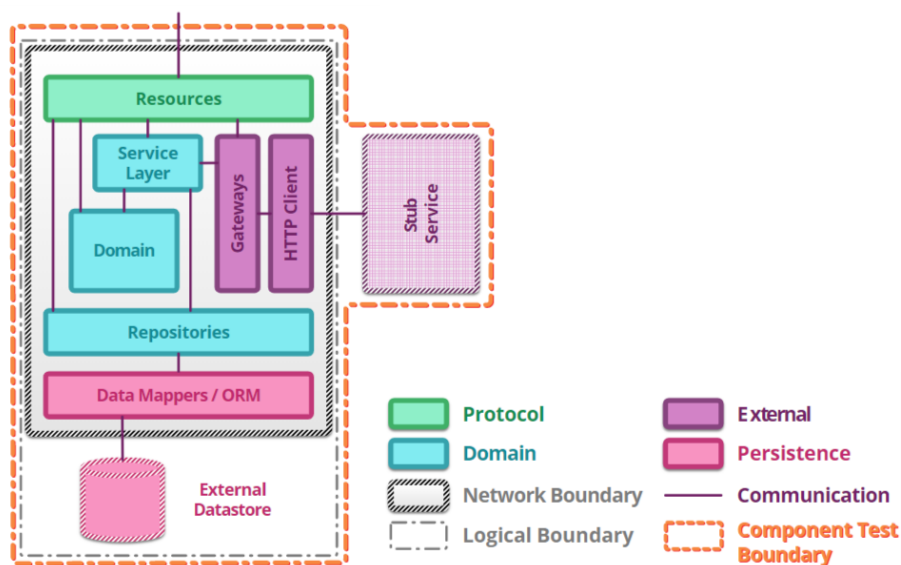 Resources
Service
Layer
Gateways
HTTP Client
Stub
Service
Domain
Repositories
Data Mappers / ORM
External
Datastore
Protocol
External
Domain
Persistence
Network Boundary
Communication
Logical Boundary
Component Test
Boundary